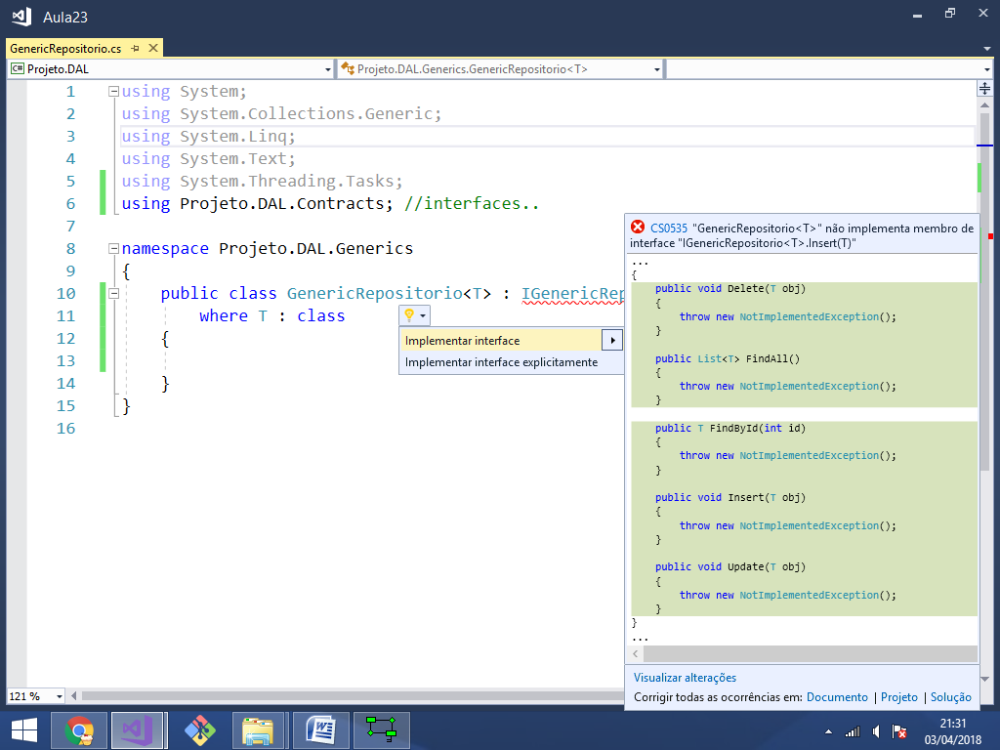 Aula23
GenericRepositorio.cs
C# Projeto.DAL
Projeto.DAL.Generics.GenericRepositorio<T>
1 using System;
2 using System.Collections.Generic;
3 using System.Linq;
4 using System.Text;
5 using System.Threading.Tasks;
6 using Projeto.DAL.Contracts; //interfaces..
7
8 namespace Projeto.DAL.Generics
9 {
10 public class GenericRepositorio<T> : IGenericRep
11 where T : class
12 {
13
14 }
15 }
16
Implementar interface
Implementar interface explicitamente
CS0535 "GenericRepositorio<T>" não implementa membro de
interface "IGenericRepositorio<T>.Insert(T)"
...
{
public void Delete(T obj)
{
throw new NotImplementedException();
}
public List<T> FindAll()
{
throw new NotImplementedException();
}
public T FindById(int id)
{
throw new NotImplementedException();
}
public void Insert(T obj)
{
throw new NotImplementedException();
}
public void Update(T obj)
{
throw new NotImplementedException();
}
}
...
Visualizar alterações
Corrigir todas as ocorrências em: Documento | Projeto | Solução
121 %
21:31
03/04/2018